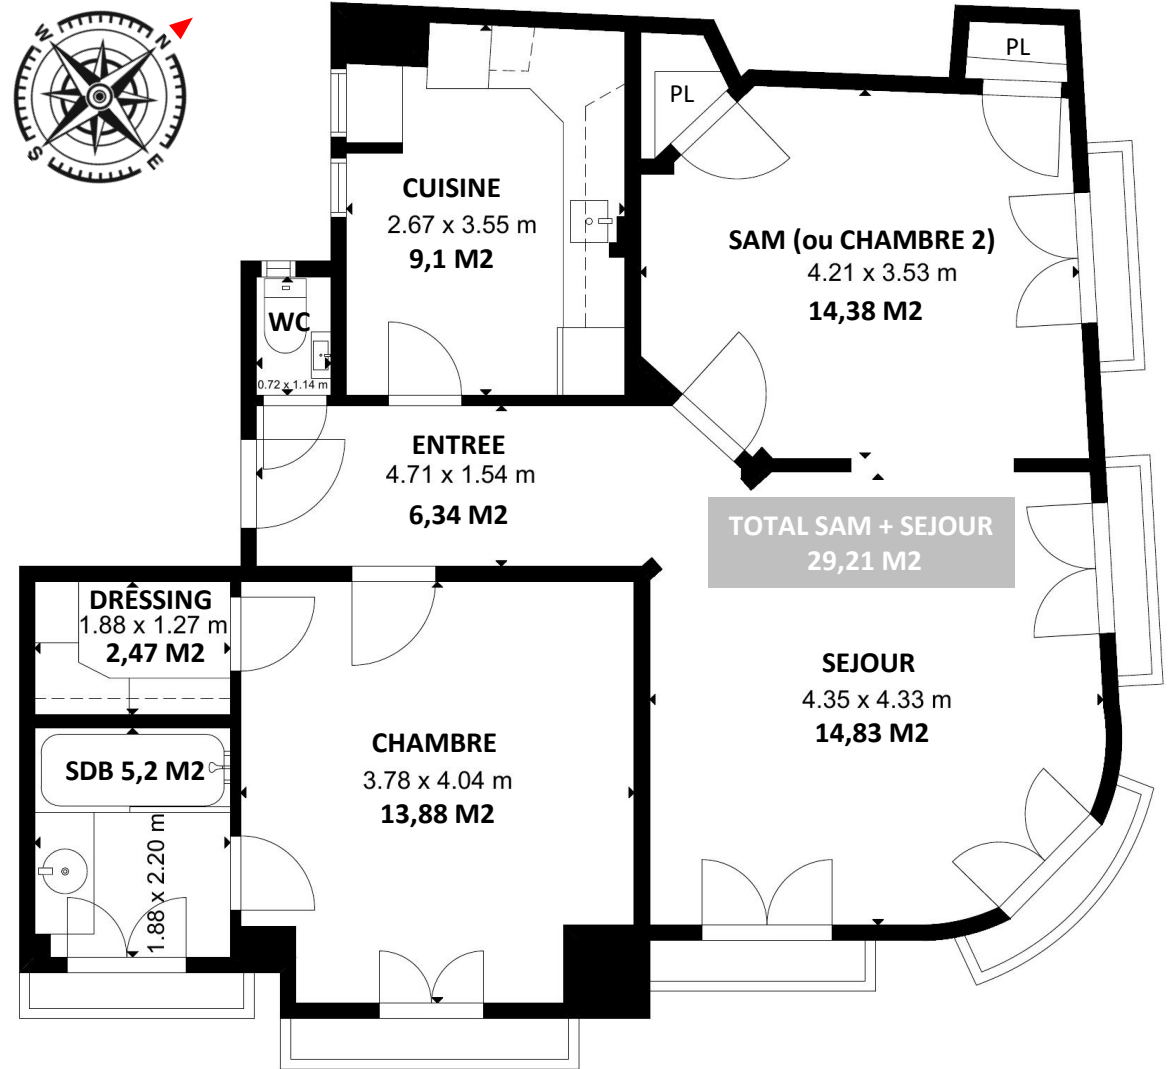 W
N
S
E
PL
PL
CUISINE
2.67 x 3.55 m
9,1 M2
SAM (ou CHAMBRE 2)
4.21 x 3.53 m
14,38 M2
WC
0.72 x 1.14 m
ENTREE
4.71 x 1.54 m
6,34 M2
TOTAL SAM + SEJOUR
29,21 M2
DRESSING
1.88 x 1.27 m
2,47 M2
SEJOUR
4.35 x 4.33 m
14,83 M2
CHAMBRE
3.78 x 4.04 m
13,88 M2
SDB 5,2 M2
1.88 x 2.20 m